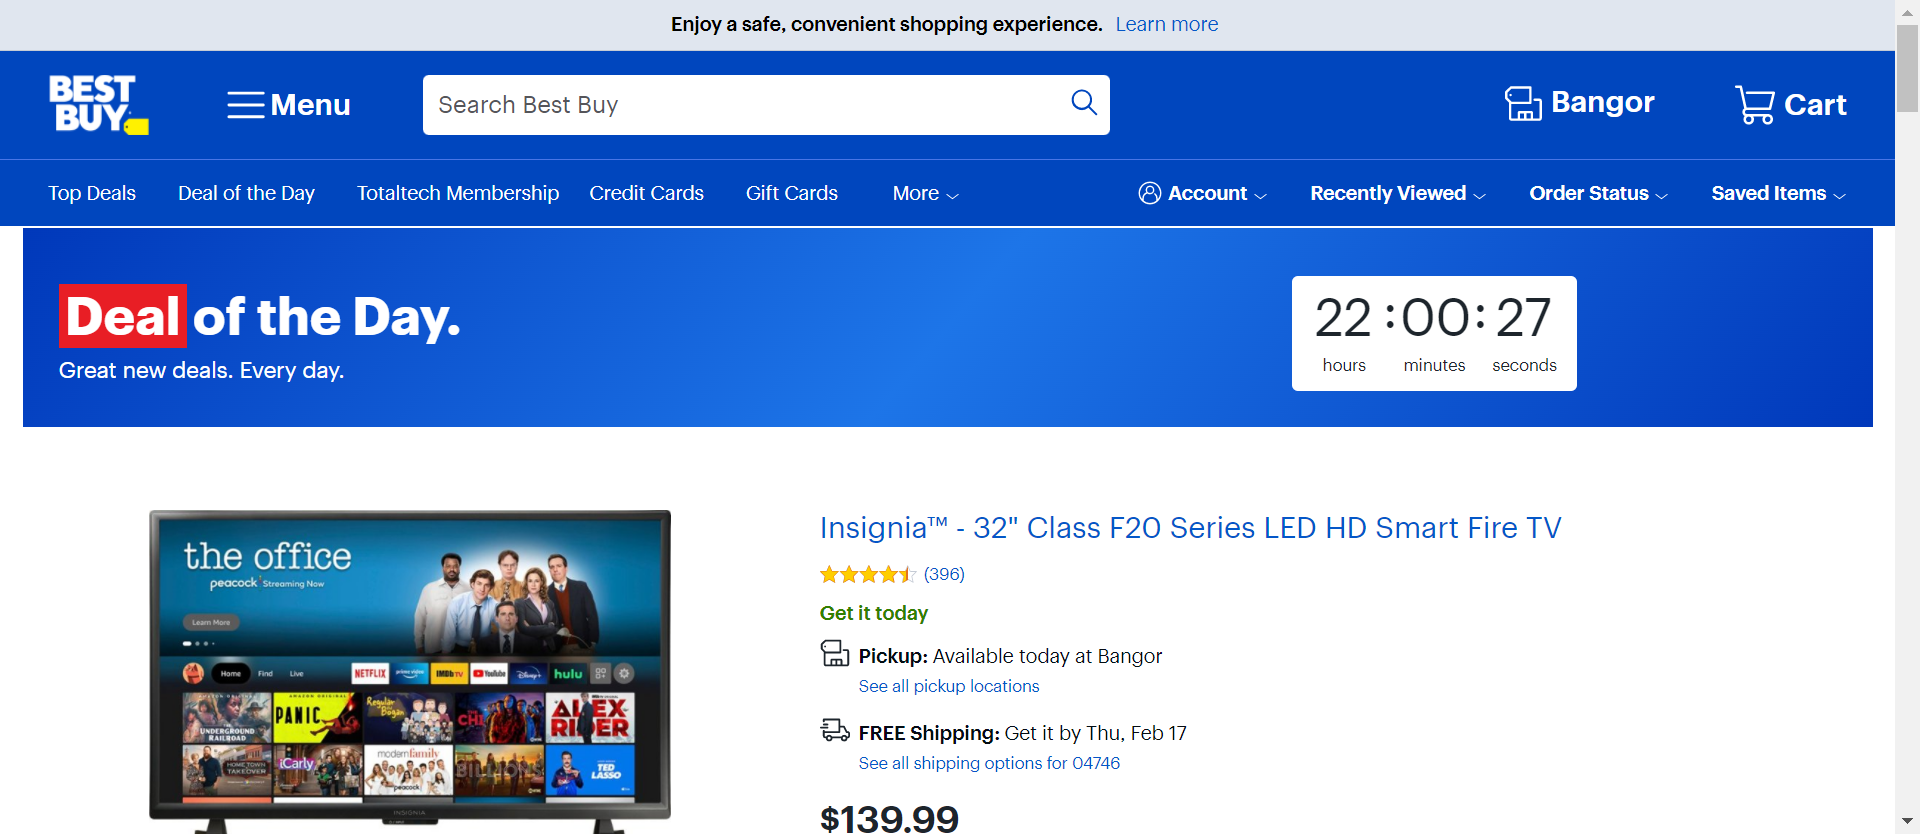 Enjoy a safe, convenient shopping experience. Learn more
BEST
BUY
Menu
Search Best Buy
Bangor
Cart
Top Deals
Deal of the Day
Totaltech Membership
Credit Cards
Gift Cards
More
Account
Recently Viewed
Order Status
Saved Items
Deal of the Day.
Great new deals. Every day.
22 : 00 : 27
hours minutes seconds
the office
peacock Streaming Now
Learn More
Home Find Live
NETFLIX prime video IMDb TV YouTube Disney+ hulu
UNDERGROUND RAILROAD
AMAZON ORIGINAL
PANIC
THE CHI
ALEX RIDER
HOME TOWN TAKEOVER
iCarly
modern family
peacock
BILLIONS
TED LASSO
INSIGNIA
Insignia™ - 32" Class F20 Series LED HD Smart Fire TV
(396)
Get it today
Pickup: Available today at Bangor
See all pickup locations
FREE Shipping: Get it by Thu, Feb 17
See all shipping options for 04746
$139.99